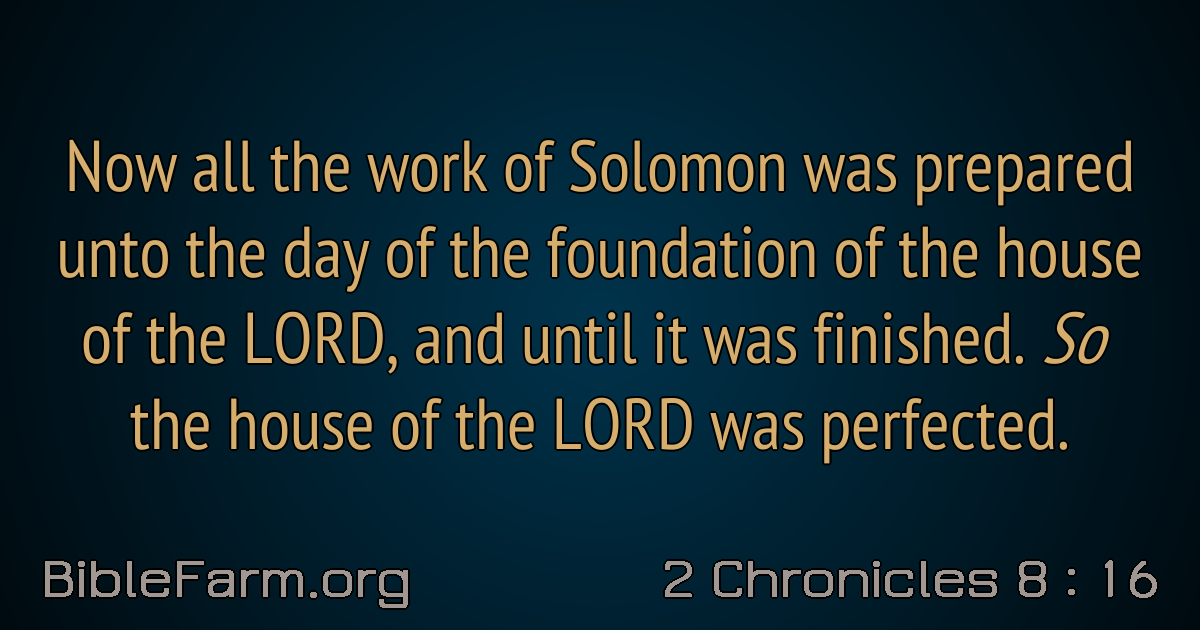 Now all the work of Solomon was prepared
unto the day of the foundation of the house
of the LORD, and until it was finished. So
the house of the LORD was perfected.
BibleFarm.org
2 Chronicles 8 : 16